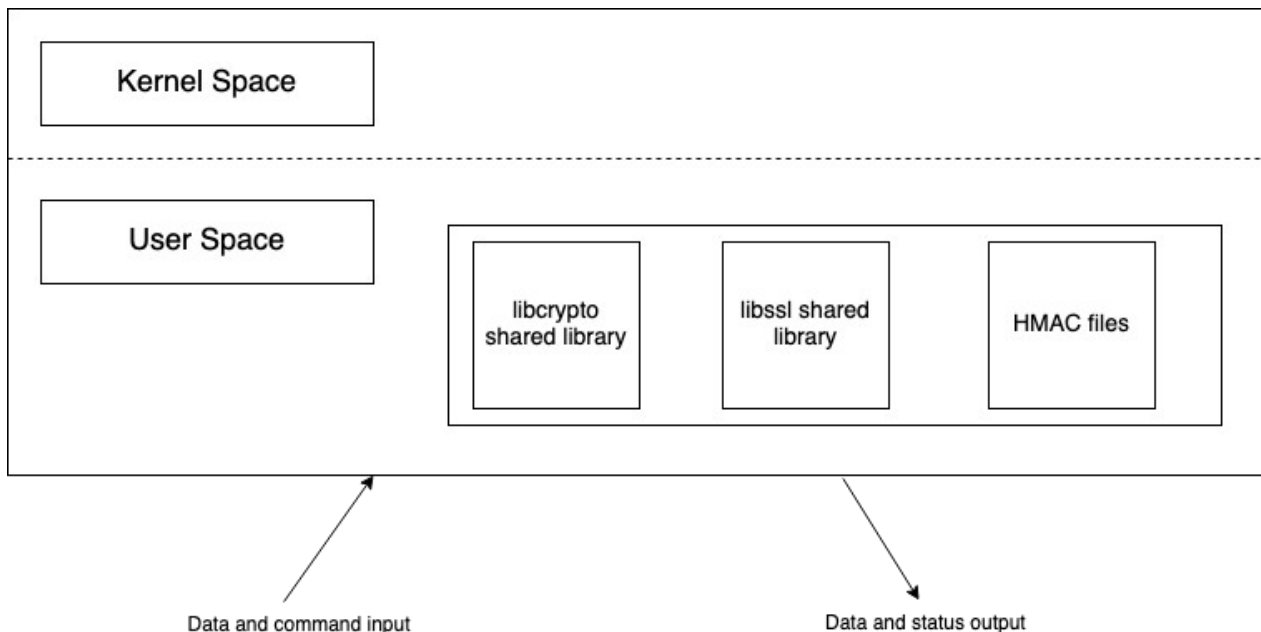 Kernel Space
User Space
libcrypto
shared library
libssl shared
library
HMAC files
Data and command input
Data and status output